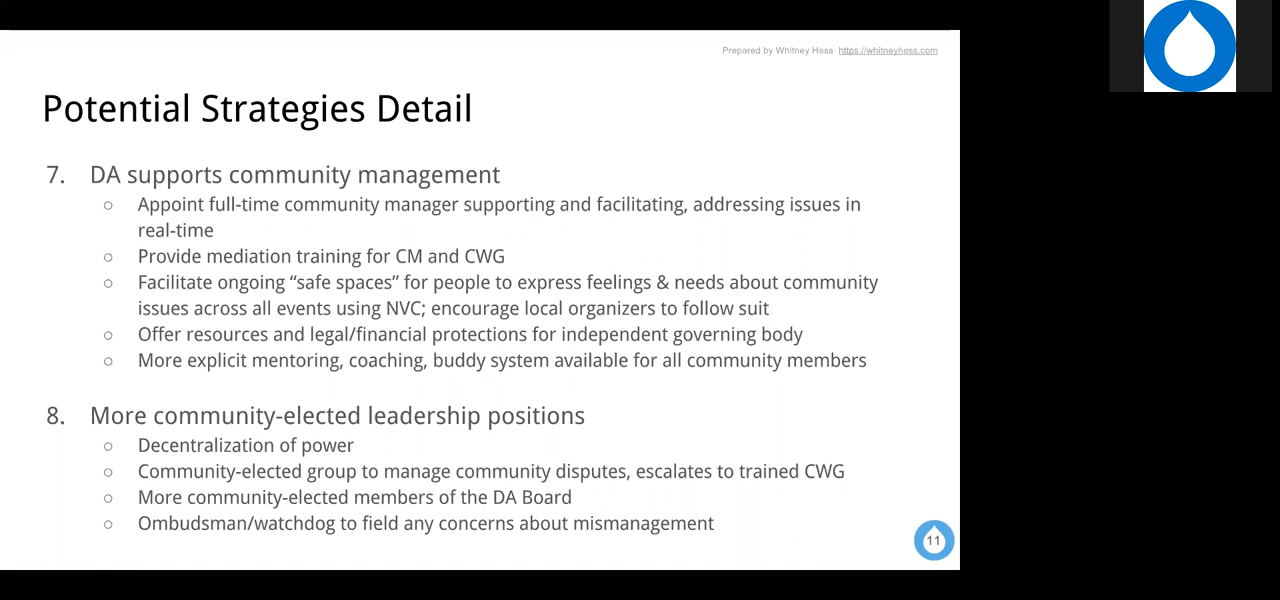 Prepared by Whitney Hess https://whitneyhess.com
Potential Strategies Detail
7. DA supports community management
○ Appoint full-time community manager supporting and facilitating, addressing issues in
real-time
○ Provide mediation training for CM and CWG
○ Facilitate ongoing “safe spaces” for people to express feelings & needs about community
issues across all events using NVC; encourage local organizers to follow suit
○ Offer resources and legal/financial protections for independent governing body
○ More explicit mentoring, coaching, buddy system available for all community members
8. More community-elected leadership positions
○ Decentralization of power
○ Community-elected group to manage community disputes, escalates to trained CWG
○ More community-elected members of the DA Board
○ Ombudsman/watchdog to field any concerns about mismanagement
11